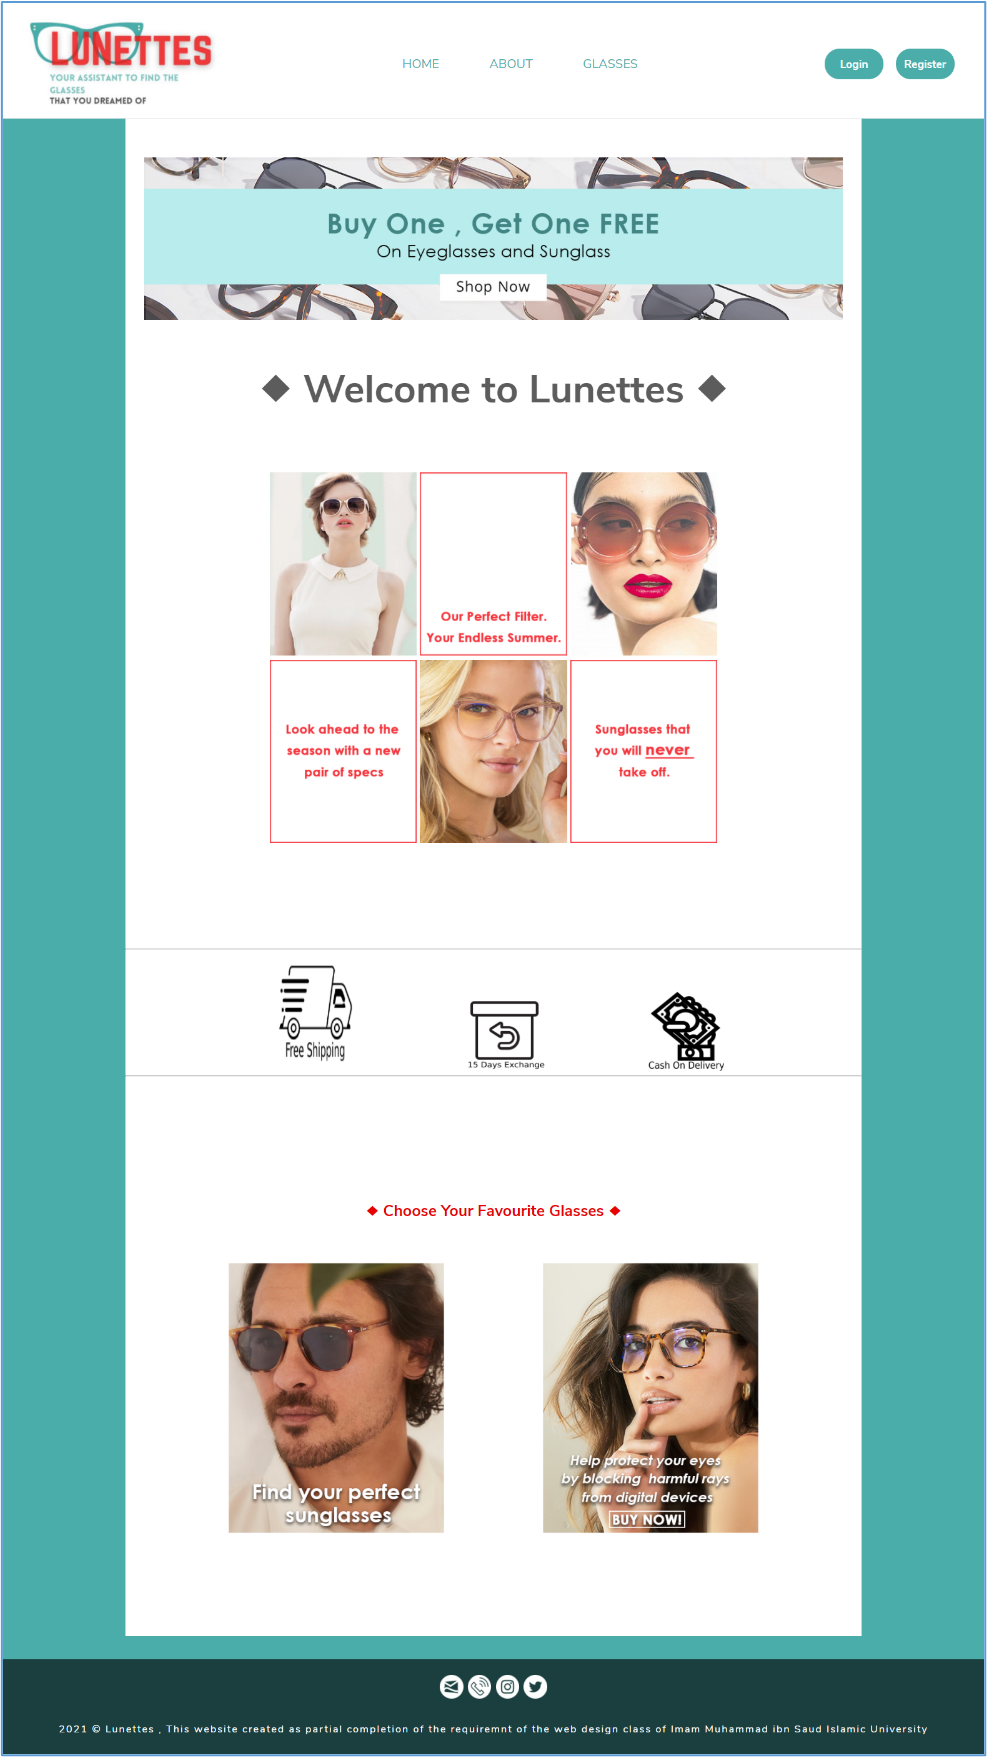 LUNETTES
YOUR ASSISTANT TO FIND THE
GLASSES
THAT YOU DREAMED OF
HOME ABOUT GLASSES
Login Register
Buy One , Get One FREE
On Eyeglasses and Sunglass
Shop Now
◆ Welcome to Lunettes ◆
Our Perfect Filter.
Your Endless Summer.
Look ahead to the
season with a new
pair of specs
Sunglasses that
you will never
take off.
Free Shipping
15 Days Exchange
Cash On Delivery
◆ Choose Your Favourite Glasses ◆
Find your perfect
sunglasses
Help protect your eyes
by blocking harmful rays
from digital devices
BUY NOW!
2021 © Lunettes , This website created as partial completion of the requiremnt of the web design class of Imam Muhammad ibn Saud Islamic University